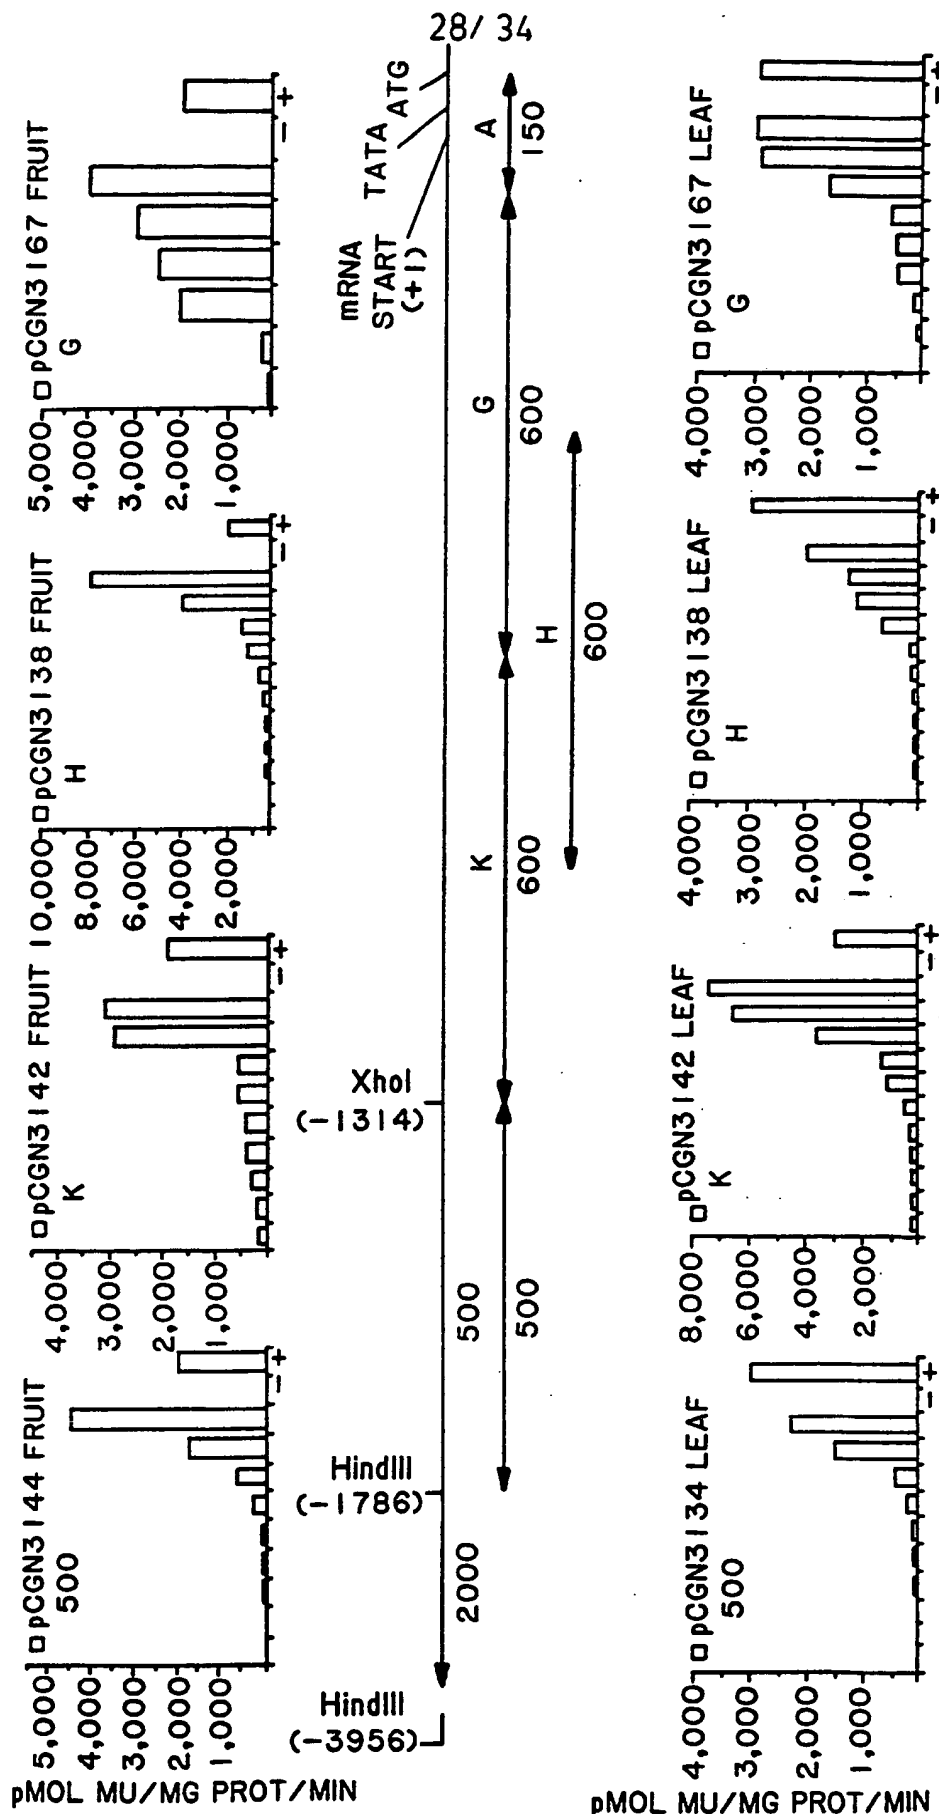 28/34
pCGN3144 FRUIT
500
5,000
4,000
3,000
2,000
1,000
- +
pCGN3142 FRUIT
K
4,000
3,000
2,000
1,000
- +
pCGN3138 FRUIT
H
10,000
8,000
6,000
4,000
2,000
- +
pCGN3167 FRUIT
G
5,000
4,000
3,000
2,000
1,000
- +
pMOL MU/MG PROT/MIN
HindIII
(-3956)
HindIII
(-1786)
XhoI
(-1314)
mRNA
START
(+1)
TATA
ATG
2000
500
500
K
600
H
600
G
600
A
150
pCGN3134 LEAF
500
4,000
3,000
2,000
1,000
- +
pCGN3142 LEAF
K
8,000
6,000
4,000
2,000
- +
pCGN3138 LEAF
H
4,000
3,000
2,000
1,000
- +
pCGN3167 LEAF
G
4,000
3,000
2,000
1,000
- +
pMOL MU/MG PROT/MIN